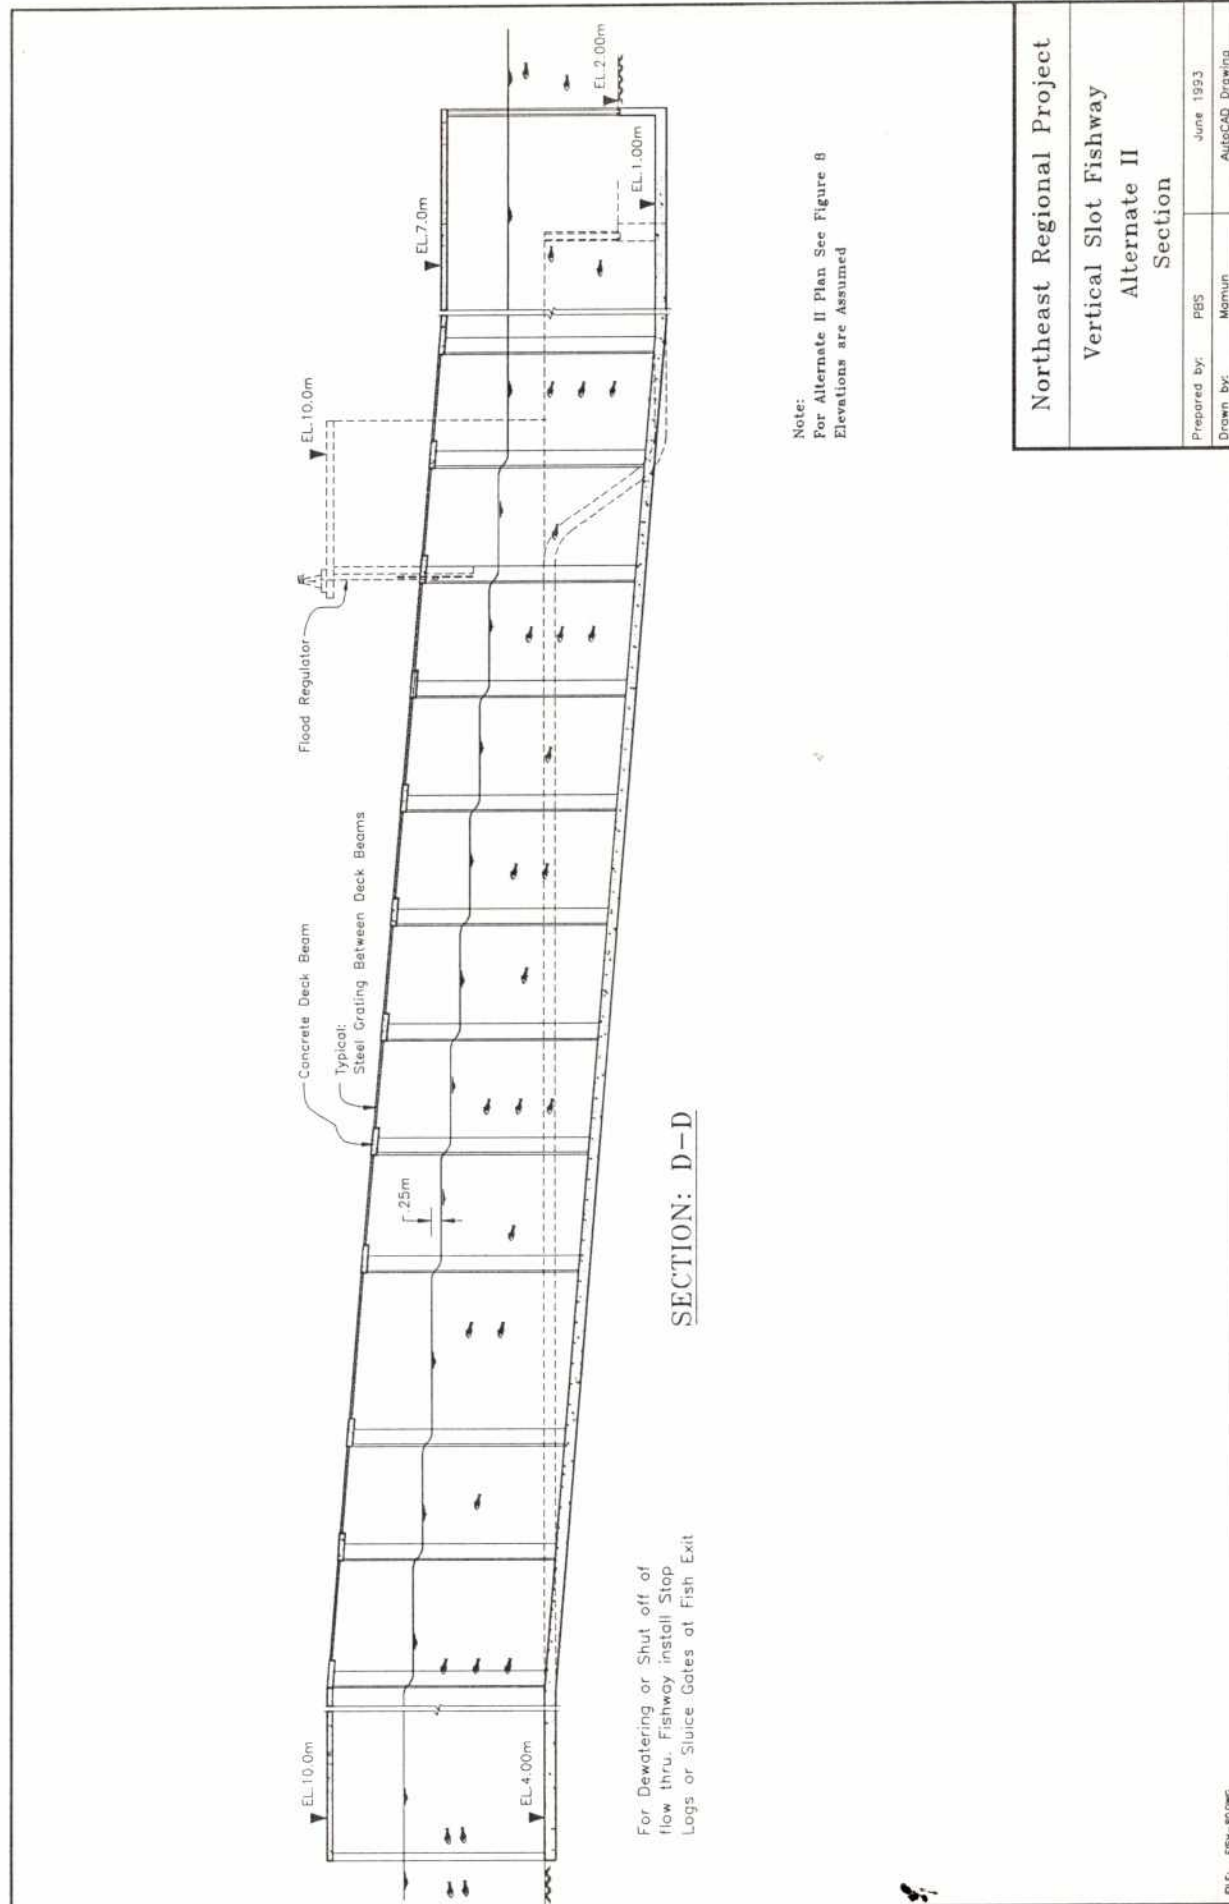 EL.10.0m
EL.4.00m
For Dewatering or Shut off of
flow thru. Fishway install Stop
Logs or Sluice Gates at Fish Exit
.25m
Concrete Deck Beam
Typical:
Steel Grating Between Deck Beams
Flood Regulator
EL.10.0m
EL.7.0m
EL.2.00m
EL.1.00m
SECTION: D-D
Note:
For Alternate II Plan See Figure 8
Elevations are Assumed
Northeast Regional Project
Vertical Slot Fishway
Alternate II
Section
Prepared by: PBS June 1993
Drawn by: Mamun AutoCAD Drawing